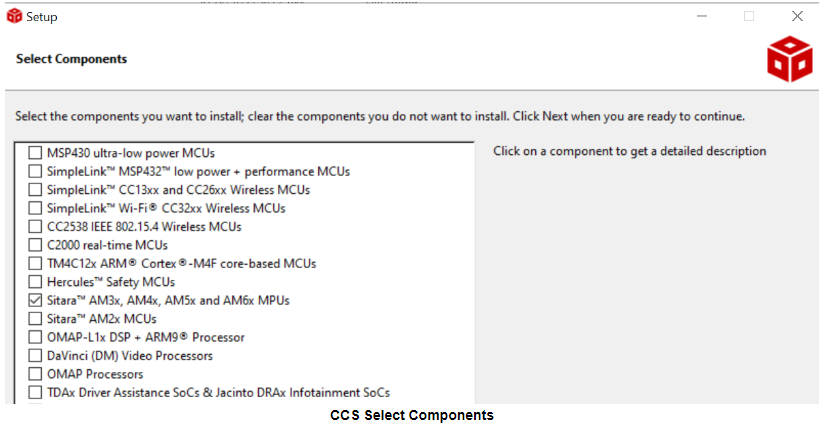 Setup
Select Components
Select the components you want to install; clear the components you do not want to install. Click Next when you are ready to continue.
MSP430 ultra-low power MCUs
Click on a component to get a detailed description
SimpleLink™ MSP432™ low power + performance MCUs
SimpleLink™ CC13xx and CC26xx Wireless MCUs
SimpleLink™ Wi-Fi® CC32xx Wireless MCUs
CC2538 IEEE 802.15.4 Wireless MCUs
C2000 real-time MCUs
TM4C12x ARM® Cortex®-M4F core-based MCUs
Hercules™ Safety MCUs
Sitara™ AM3x, AM4x, AM5x and AM6x MPUs
Sitara™ AM2x MCUs
OMAP-L1x DSP + ARM9® Processor
DaVinci (DM) Video Processors
OMAP Processors
TDAx Driver Assistance SoCs & Jacinto DRAx Infotainment SoCs
CCS Select Components